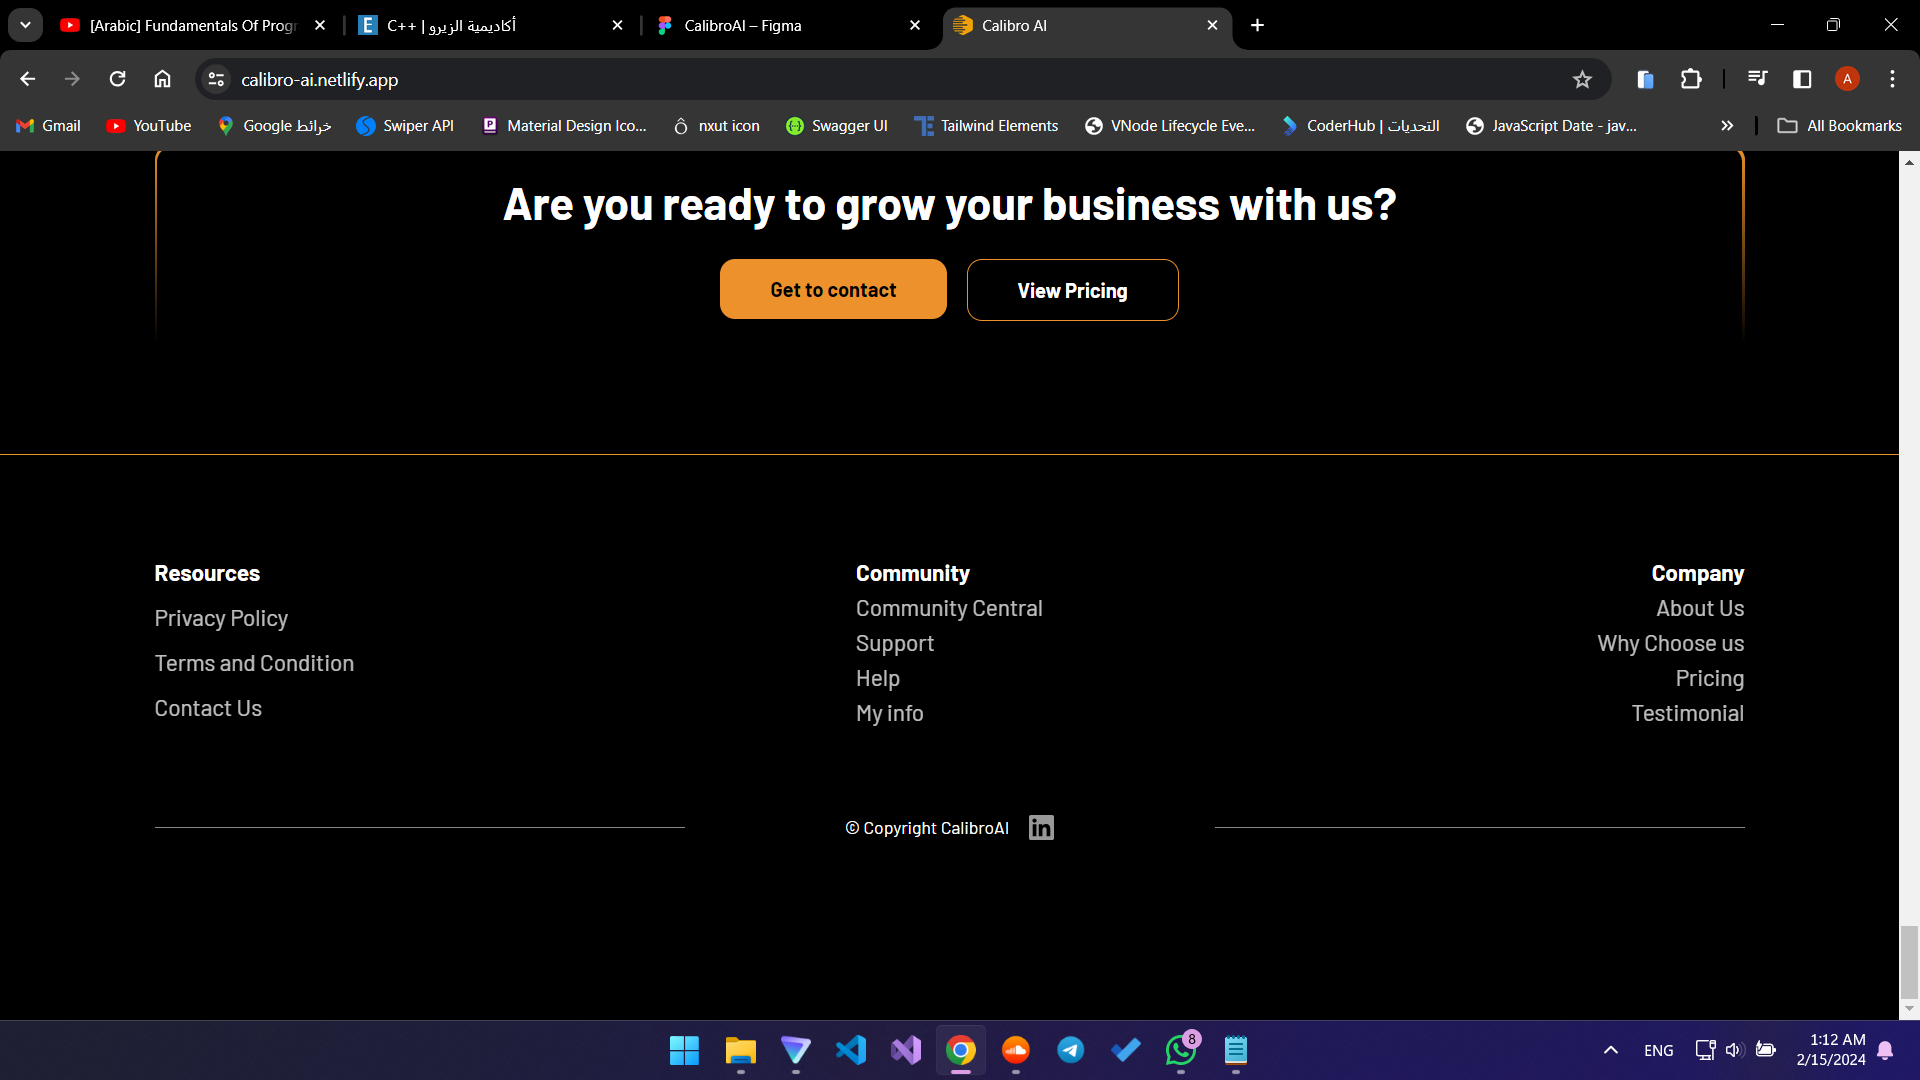 [Arabic] Fundamentals Of Progr
C++ | أكاديمية الزيرو
CalibroAI – Figma
Calibro AI
calibro-ai.netlify.app
Gmail
YouTube
خرائط Google
Swiper API
Material Design Ico...
nxut icon
Swagger UI
Tailwind Elements
VNode Lifecycle Eve...
CoderHub | التحديات
JavaScript Date - jav...
All Bookmarks
Are you ready to grow your business with us?
Get to contact
View Pricing
Resources
Privacy Policy
Terms and Condition
Contact Us
Community
Community Central
Support
Help
My info
Company
About Us
Why Choose us
Pricing
Testimonial
© Copyright CalibroAI
8
ENG
1:12 AM
2/15/2024